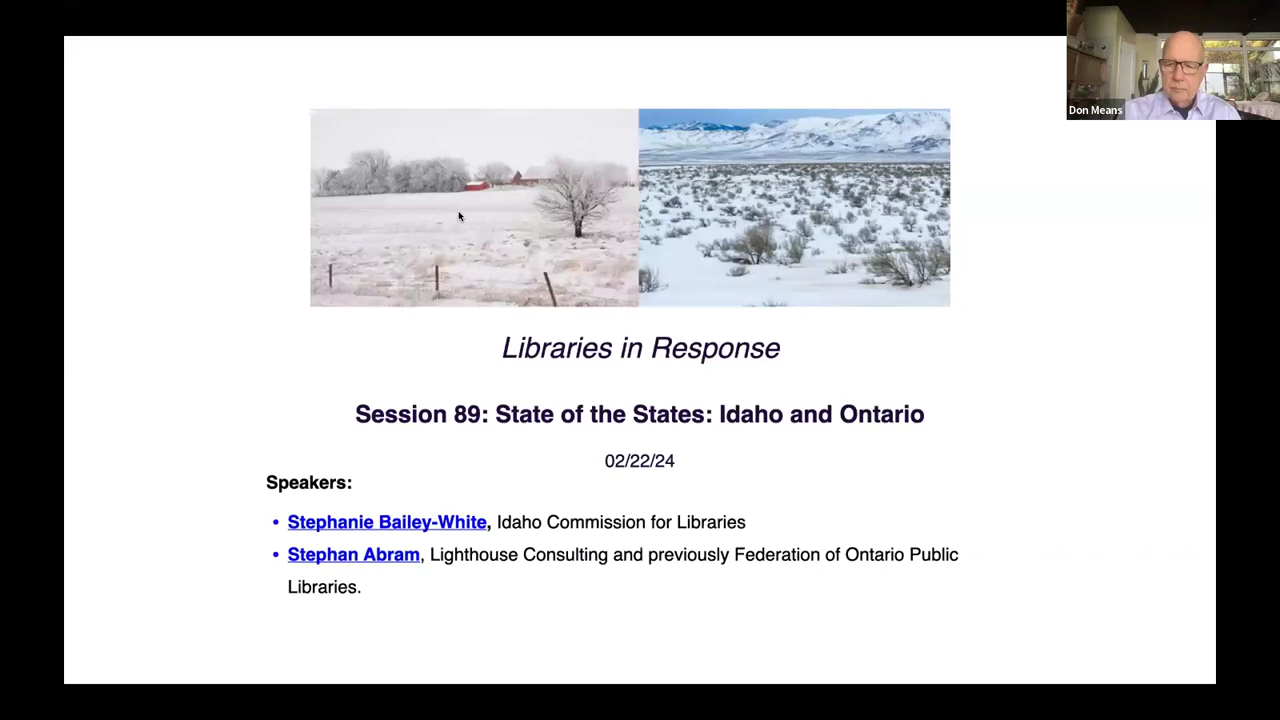 Don Means
Libraries in Response
Session 89: State of the States: Idaho and Ontario
02/22/24
Speakers:
• Stephanie Bailey-White, Idaho Commission for Libraries
• Stephan Abram, Lighthouse Consulting and previously Federation of Ontario Public
Libraries.